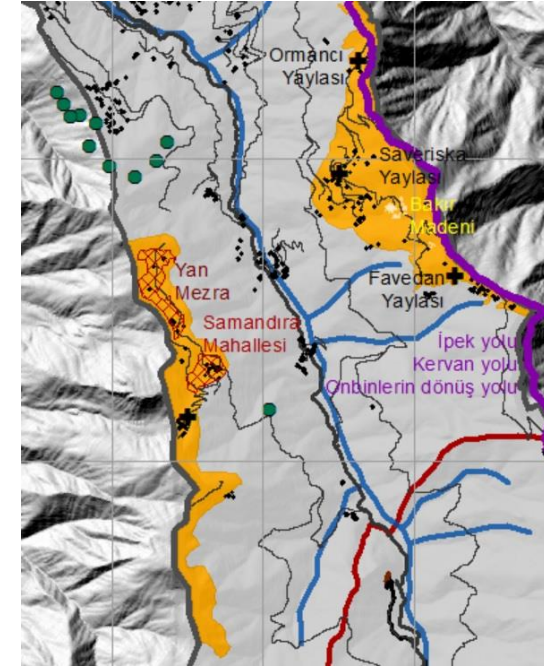 Ormancı
Yaylası
Saveriska
Yaylası
Bakır
Madeni
Yan
Mezra
Favedan
Yaylası
Samandıra
Mahallesi
İpek yolu
Kervan yolu
Onbinlerin dönüş yolu